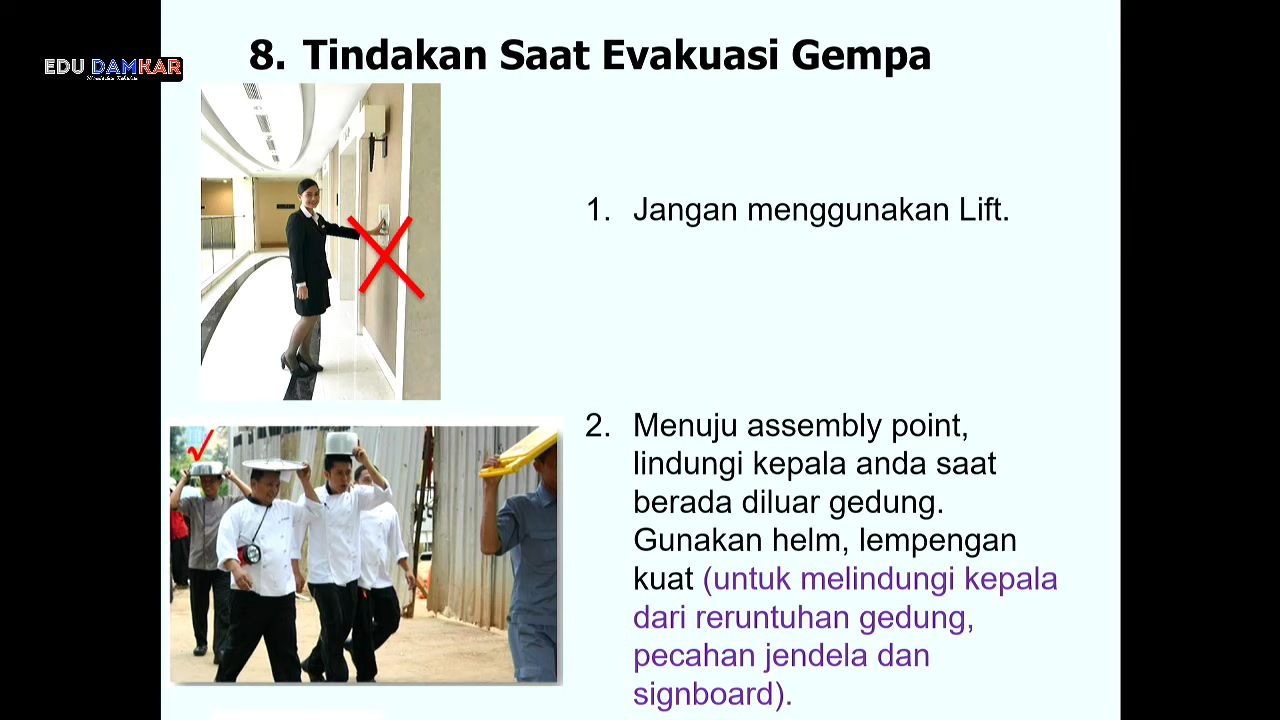 8. Tindakan Saat Evakuasi Gempa
EDU DAMKAR
1. Jangan menggunakan Lift.
2. Menuju assembly point,
lindungi kepala anda saat
berada diluar gedung.
Gunakan helm, lempengan
kuat (untuk melindungi kepala
dari reruntuhan gedung,
pecahan jendela dan
signboard).